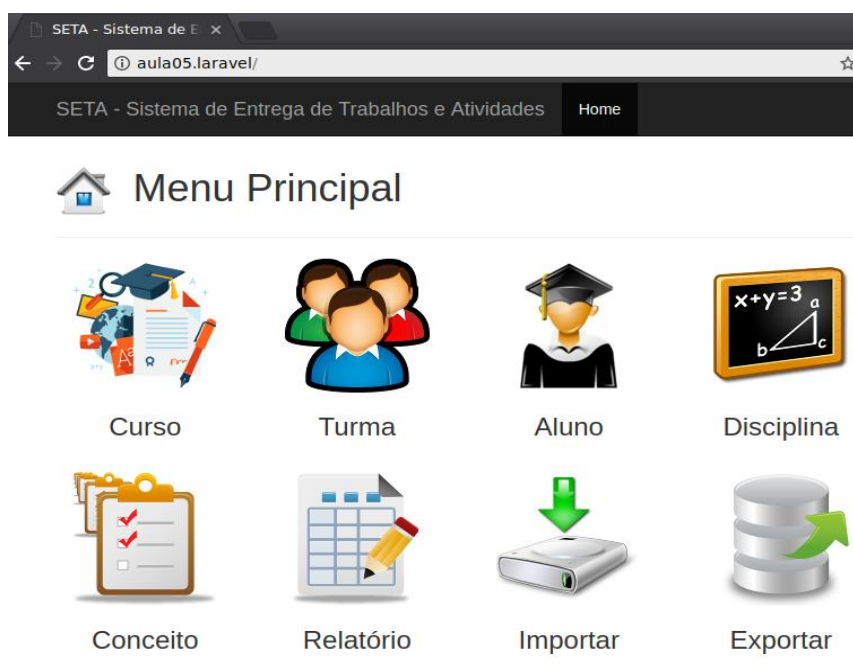 SETA - Sistema de E
aula05.laravel/
SETA - Sistema de Entrega de Trabalhos e Atividades Home
Menu Principal
x+y=3
a
b
c
Aa
Curso Turma Aluno Disciplina
Conceito Relatório Importar Exportar